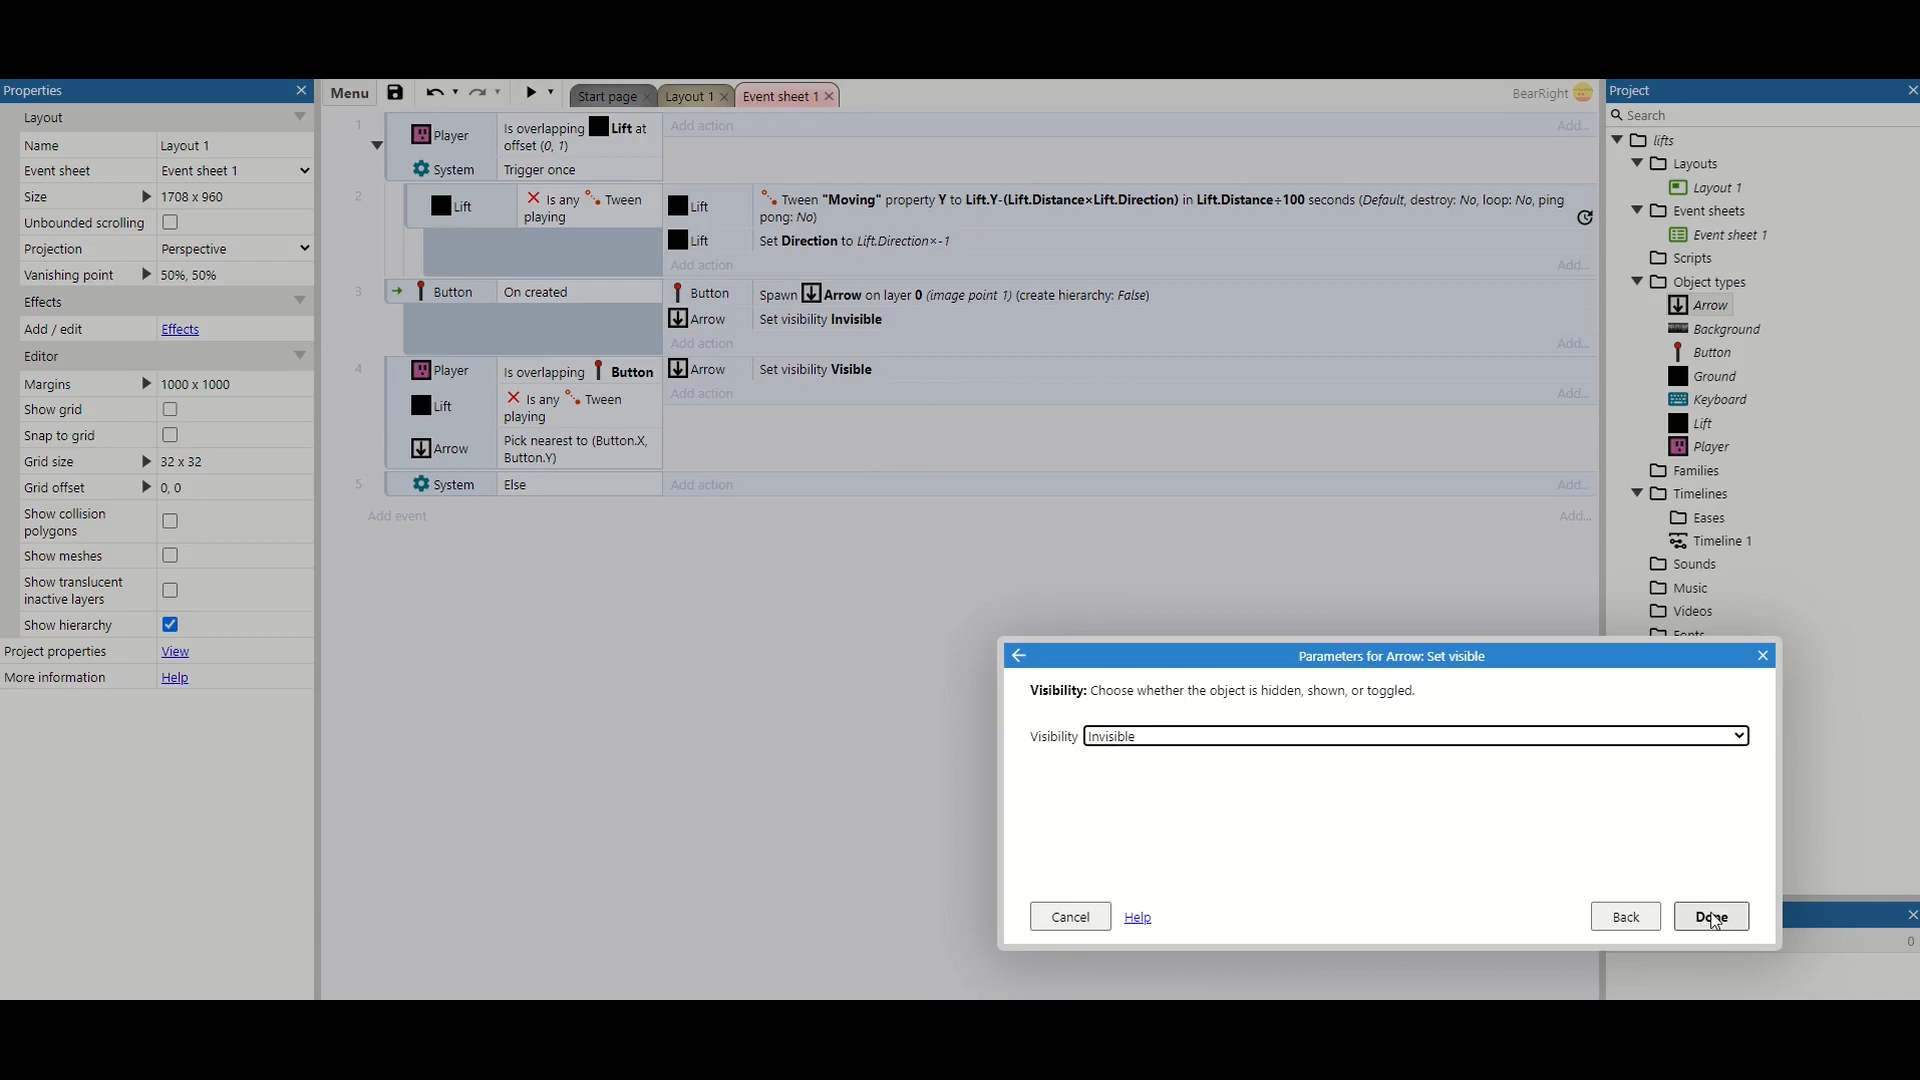 Properties
Layout
Name Layout 1
Event sheet Event sheet 1
Size 1708 x 960
Unbounded scrolling
Projection Perspective
Vanishing point 50%, 50%
Effects
Add / edit Effects
Editor
Margins 1000 x 1000
Show grid
Snap to grid
Grid size 32 x 32
Grid offset 0, 0
Show collision
polygons
Show meshes
Show translucent
inactive layers
Show hierarchy
Project properties View
More information Help
Menu Start page Layout 1 Event sheet 1 BearRight
1 Player Is overlapping Lift at
offset (0, 1)
Add action Add...
System Trigger once
2 Lift Is any Tween
playing
Lift Tween "Moving" property Y to Lift.Y-(Lift.Distance×Lift.Direction) in Lift.Distance÷100 seconds (Default, destroy: No, loop: No, ping
pong: No)
Lift Set Direction to Lift.Direction×-1
Add action Add...
3 Button On created
Button Spawn Arrow on layer 0 (image point 1) (create hierarchy: False)
Arrow Set visibility Invisible
Add action Add...
4 Player Is overlapping Button
Arrow Set visibility Visible
Lift Is any Tween
playing
Add action Add...
Arrow Pick nearest to (Button.X,
Button.Y)
5 System Else Add action Add...
Add event Add...
Project
Search
lifts
Layouts
Layout 1
Event sheets
Event sheet 1
Scripts
Object types
Arrow
Background
Button
Ground
Keyboard
Lift
Player
Families
Timelines
Eases
Timeline 1
Sounds
Music
Videos
Fonts
0
Parameters for Arrow: Set visible
Visibility: Choose whether the object is hidden, shown, or toggled.
Visibility Invisible
Cancel Help Back Done